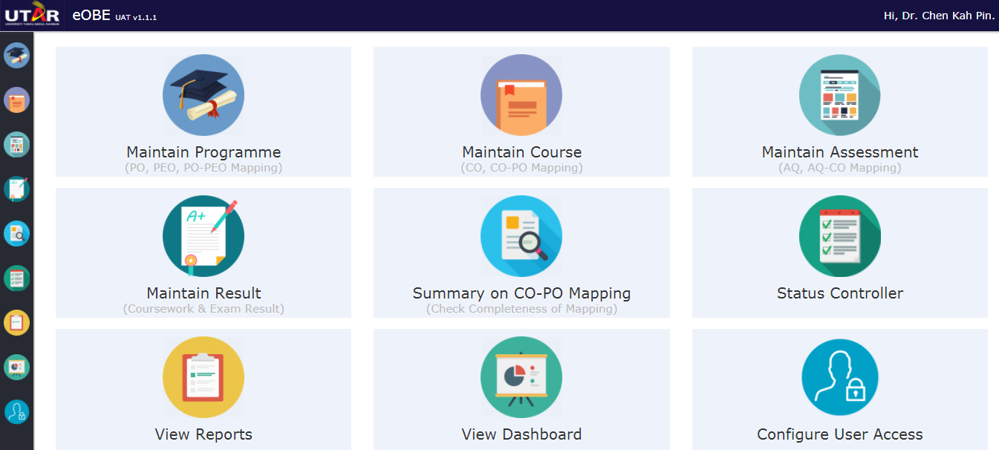 UTAR
UNIVERSITI TUNKU ABDUL RAHMAN
eOBE UAT v1.1.1
Hi, Dr. Chen Kah Pin.
Maintain Programme
(PO, PEO, PO-PEO Mapping)
Maintain Course
(CO, CO-PO Mapping)
Maintain Assessment
(AQ, AQ-CO Mapping)
A+
Maintain Result
(Coursework & Exam Result)
Summary on CO-PO Mapping
(Check Completeness of Mapping)
Status Controller
View Reports
View Dashboard
Configure User Access